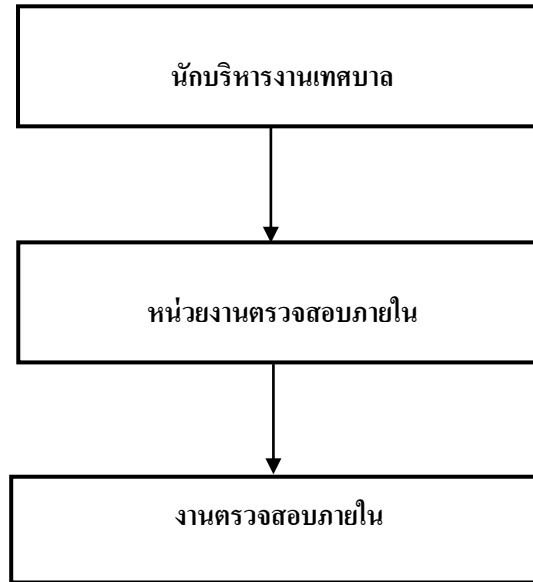 นักบริหารงานเทศบาล
หน่วยงานตรวจสอบภายใน
งานตรวจสอบภายใน